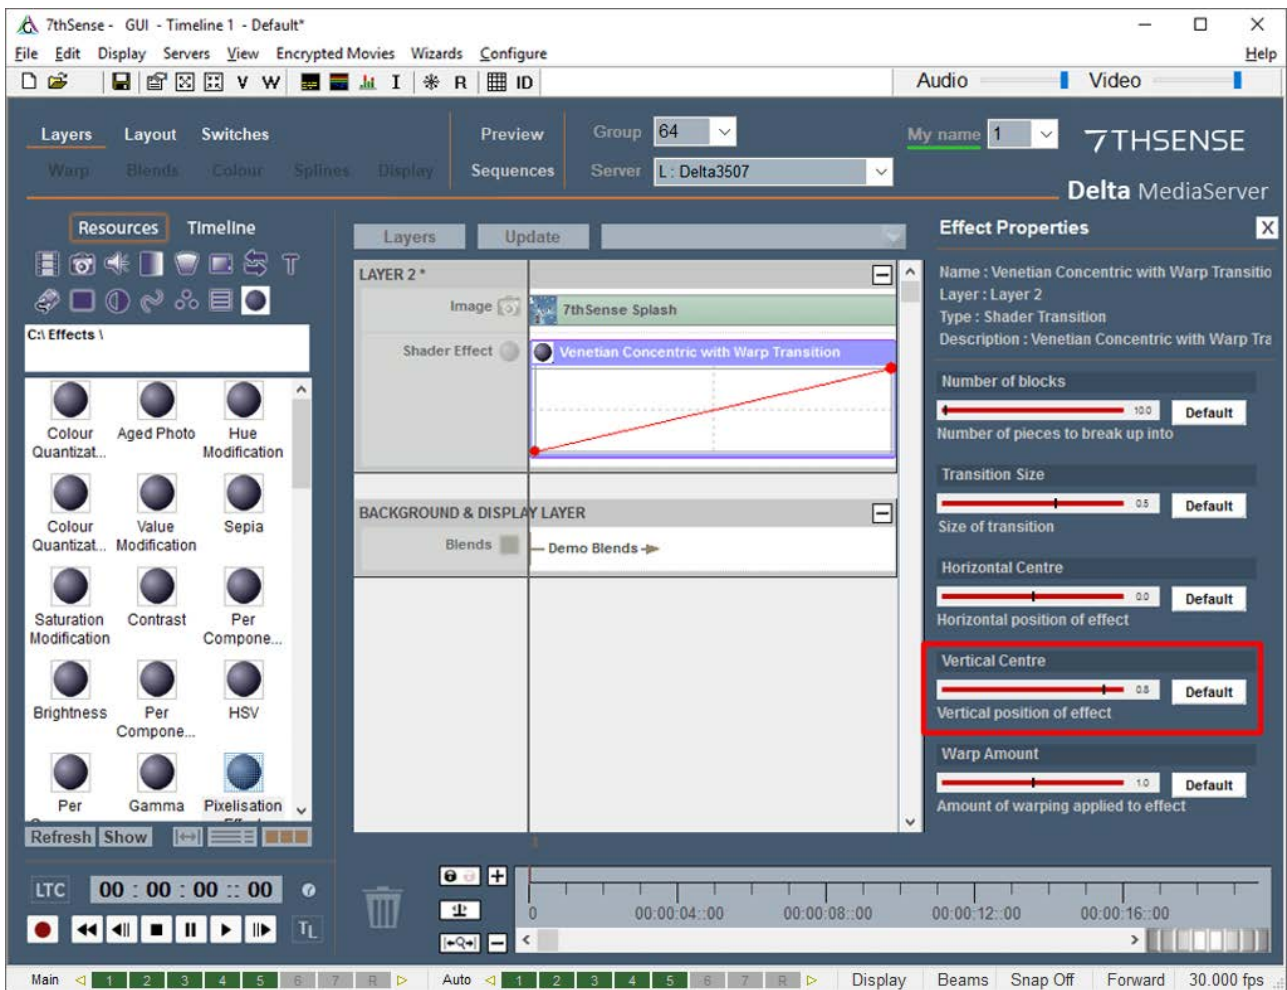 7thSense - GUI - Timeline 1 - Default*
File Edit Display Servers View Encrypted Movies Wizards Configure Help
V W I R ID Audio Video
Layers Layout Switches Preview Group 64 My name 1 7THSENSE
Warp Blends Colour Splines Display Sequences Server L : Delta3507
Delta MediaServer
Resources Timeline
Layers Update
Effect Properties X
T
C:\ Effects \
LAYER 2 *
Image 7thSense Splash
Shader Effect Venetian Concentric with Warp Transition
BACKGROUND & DISPLAY LAYER
Blends Demo Blends
Name : Venetian Concentric with Warp Transitio
Layer : Layer 2
Type : Shader Transition
Description : Venetian Concentric with Warp Tra
Number of blocks
10.0 Default
Number of pieces to break up into
Transition Size
0.5 Default
Size of transition
Horizontal Centre
0.0 Default
Horizontal position of effect
Vertical Centre
0.8 Default
Vertical position of effect
Warp Amount
1.0 Default
Amount of warping applied to effect
Colour Aged Photo Hue
Quantizat... Modification
Colour Value Sepia
Quantizat... Modification
Saturation Contrast Per
Modification Compone...
Brightness Per HSV
Compone...
Per Gamma Pixelisation
Refresh Show
LTC 00 : 00 : 00 :: 00
TL
0 00:00:04::00 00:00:08::00 00:00:12::00 00:00:16::00
Main 1 2 3 4 5 6 7 R Auto 1 2 3 4 5 6 7 R Display Beams Snap Off Forward 30.000 fps